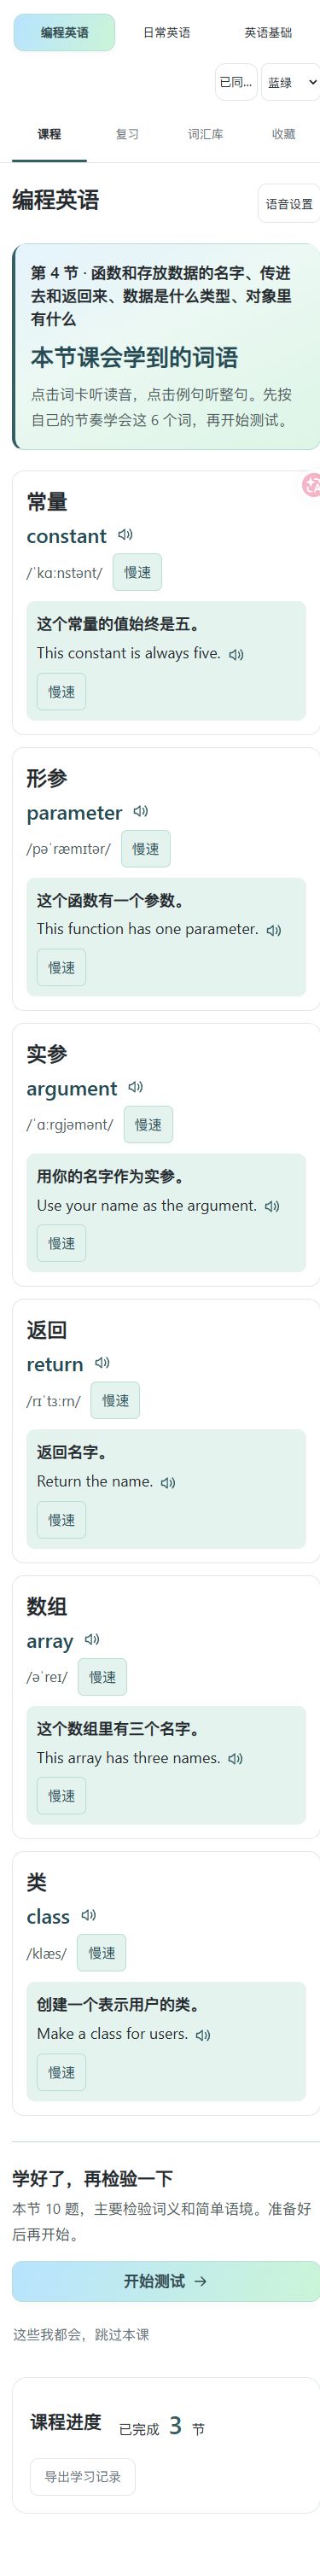 编程英语
日常英语
英语基础
已同...
蓝绿
课程
复习
词汇库
收藏
编程英语
语音设置
第 4 节 · 函数和存放数据的名字、传进
去和返回来、数据是什么类型、对象里
有什么
本节课会学到的词语
点击词卡听读音，点击例句听整句。先按
自己的节奏学会这 6 个词，再开始测试。
常量
constant
/ˈkɑːnstənt/
慢速
这个常量的值始终是五。
This constant is always five.
慢速
形参
parameter
/pəˈræmɪtər/
慢速
这个函数有一个参数。
This function has one parameter.
慢速
实参
argument
/ˈɑːrgjəmənt/
慢速
用你的名字作为实参。
Use your name as the argument.
慢速
返回
return
/rɪˈtɜːrn/
慢速
返回名字。
Return the name.
慢速
数组
array
/əˈreɪ/
慢速
这个数组里有三个名字。
This array has three names.
慢速
类
class
/klæs/
慢速
创建一个表示用户的类。
Make a class for users.
慢速
学好了，再检验一下
本节 10 题，主要检验词义和简单语境。准备好
后再开始。
开始测试 →
这些我都会，跳过本课
课程进度
已完成 3 节
导出学习记录